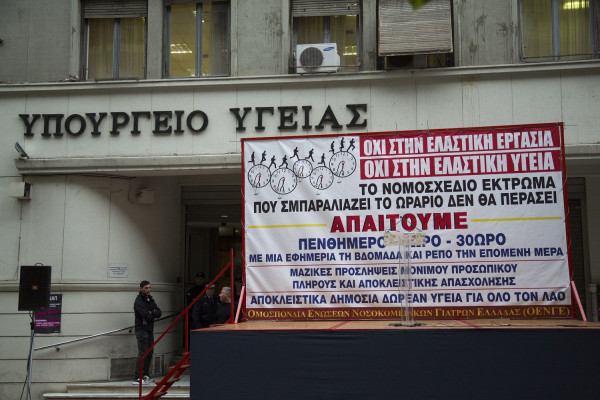 ΥΠΟΥΡΓΕΙΟ ΥΓΕΙΑΣ
ΟΧΙ ΣΤΗΝ ΕΛΑΣΤΙΚΗ ΕΡΓΑΣΙΑ
ΟΧΙ ΣΤΗΝ ΕΛΑΣΤΙΚΗ ΥΓΕΙΑ
ΤΟ ΝΟΜΟΣΧΕΔΙΟ ΕΚΤΡΩΜΑ
ΠΟΥ ΣΜΠΑΡΑΛΙΑΖΕΙ ΤΟ ΩΡΑΡΙΟ ΔΕΝ ΘΑ ΠΕΡΑΣΕΙ
ΑΠΑΙΤΟΥΜΕ
ΠΕΝΘΗΜΕΡΟ - 30ΩΡΟ
ΜΕ ΜΙΑ ΕΦΗΜΕΡΙΑ ΤΗ ΒΔΟΜΑΔΑ ΚΑΙ ΡΕΠΟ ΤΗΝ ΕΠΟΜΕΝΗ ΜΕΡΑ
ΜΑΖΙΚΕΣ ΠΡΟΣΛΗΨΕΙΣ ΜΟΝΙΜΟΥ ΠΡΟΣΩΠΙΚΟΥ
ΠΛΗΡΟΥΣ ΚΑΙ ΑΠΟΚΛΕΙΣΤΙΚΗΣ ΑΠΑΣΧΟΛΗΣΗΣ
ΑΠΟΚΛΕΙΣΤΙΚΑ ΔΗΜΟΣΙΑ ΔΩΡΕΑΝ ΥΓΕΙΑ ΓΙΑ ΟΛΟ ΤΟΝ ΛΑΟ
ΟΜΟΣΠΟΝΔΙΑ ΕΝΩΣΕΩΝ ΝΟΣΟΚΟΜΕΙΑΚΩΝ ΓΙΑΤΡΩΝ ΕΛΛΑΔΑΣ (ΟΕΝΓΕ)